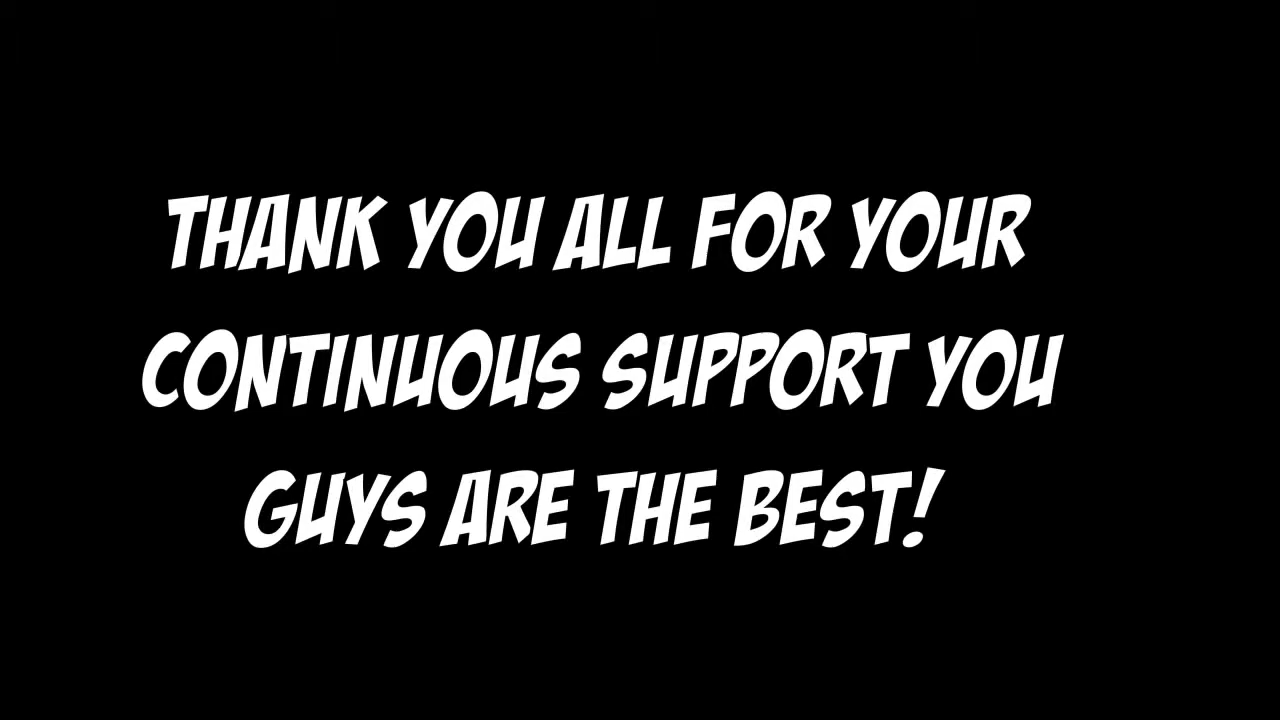 THANK YOU ALL FOR YOUR
CONTINUOUS SUPPORT YOU
GUYS ARE THE BEST!